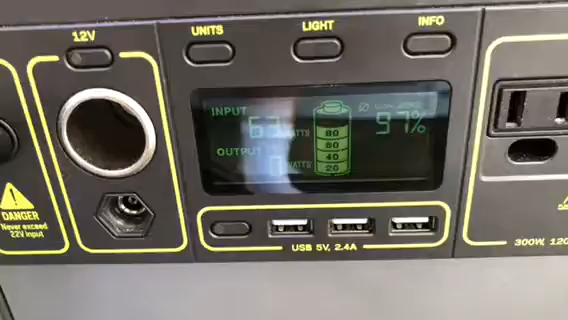 12V
UNITS
LIGHT
INFO
INPUT
63 WATTS
97%
OUTPUT
0 WATTS
80
60
40
20
DANGER
Never exceed
22V input
USB 5V, 2.4A
300W, 120